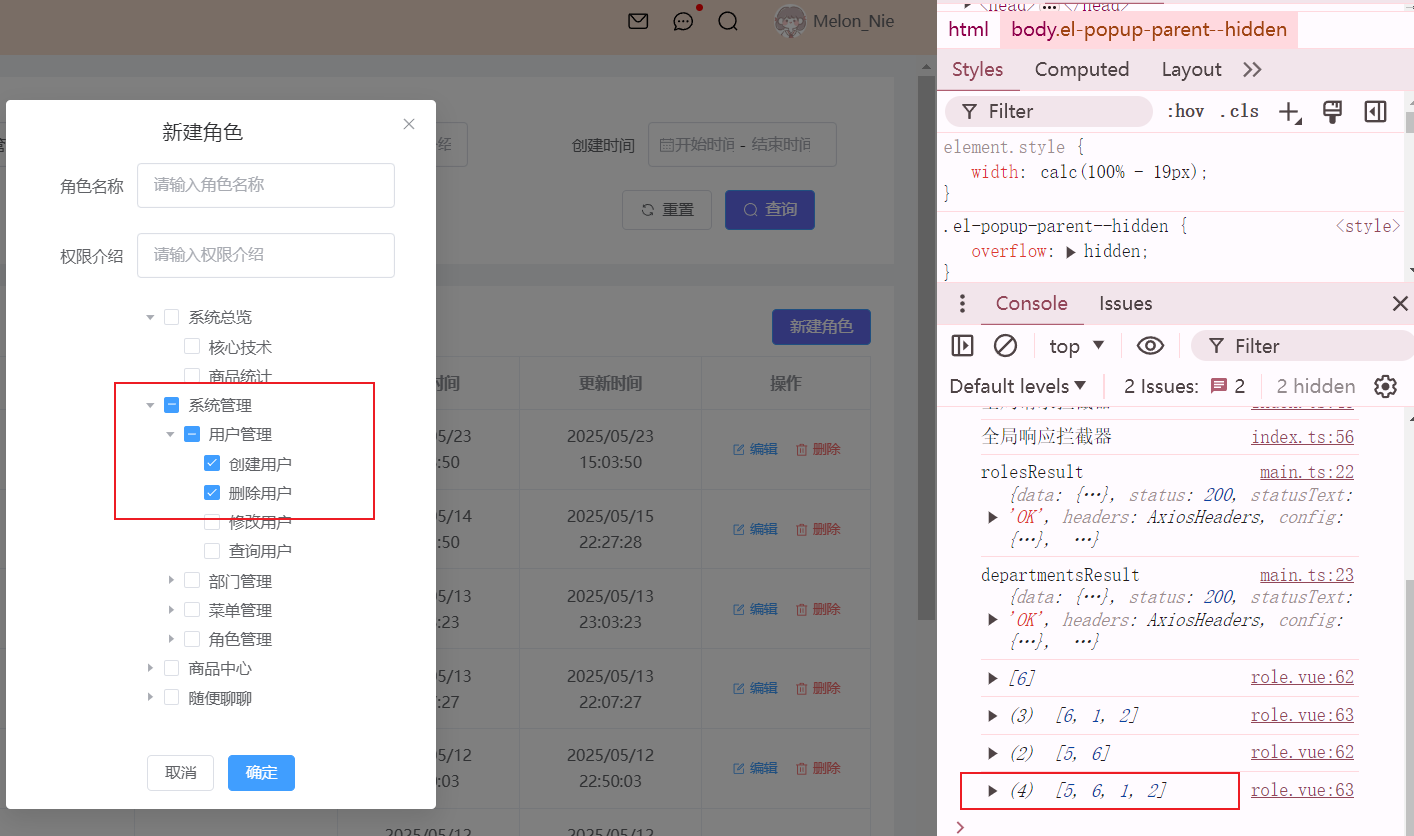 Melon_Nie
新建角色
角色名称
请输入角色名称
权限介绍
请输入权限介绍
系统总览
核心技术
商品统计
系统管理
用户管理
创建用户
删除用户
修改用户
查询用户
部门管理
菜单管理
角色管理
商品中心
随便聊聊
取消
确定
创建时间
开始时间 - 结束时间
重置
查询
新建角色
时间
更新时间
操作
5/23
:50
2025/05/23
15:03:50
编辑
删除
5/14
:50
2025/05/15
22:27:28
编辑
删除
5/13
:23
2025/05/13
23:03:23
编辑
删除
5/13
:27
2025/05/13
22:07:27
编辑
删除
5/12
:03
2025/05/12
22:50:03
编辑
删除
2025/05/12
2025/05/12
<head> ... </head>
html
body.el-popup-parent--hidden
Styles
Computed
Layout
Filter
:hov
.cls
element.style {
width: calc(100% - 19px);
}
.el-popup-parent--hidden {
<style>
overflow: ▶ hidden;
}
Console
Issues
top ▼
Filter
Default levels ▼
2 Issues:
2
2 hidden
全局响应拦截器
index.ts:56
rolesResult
main.ts:22
{data: {…}, status: 200, statusText:
▶ 'OK', headers: AxiosHeaders, config:
{…}, …}
departmentsResult
main.ts:23
{data: {…}, status: 200, statusText:
▶ 'OK', headers: AxiosHeaders, config:
{…}, …}
▶ [6]
role.vue:62
▶ (3) [6, 1, 2]
role.vue:63
▶ (2) [5, 6]
role.vue:62
▶ (4) [5, 6, 1, 2]
role.vue:63